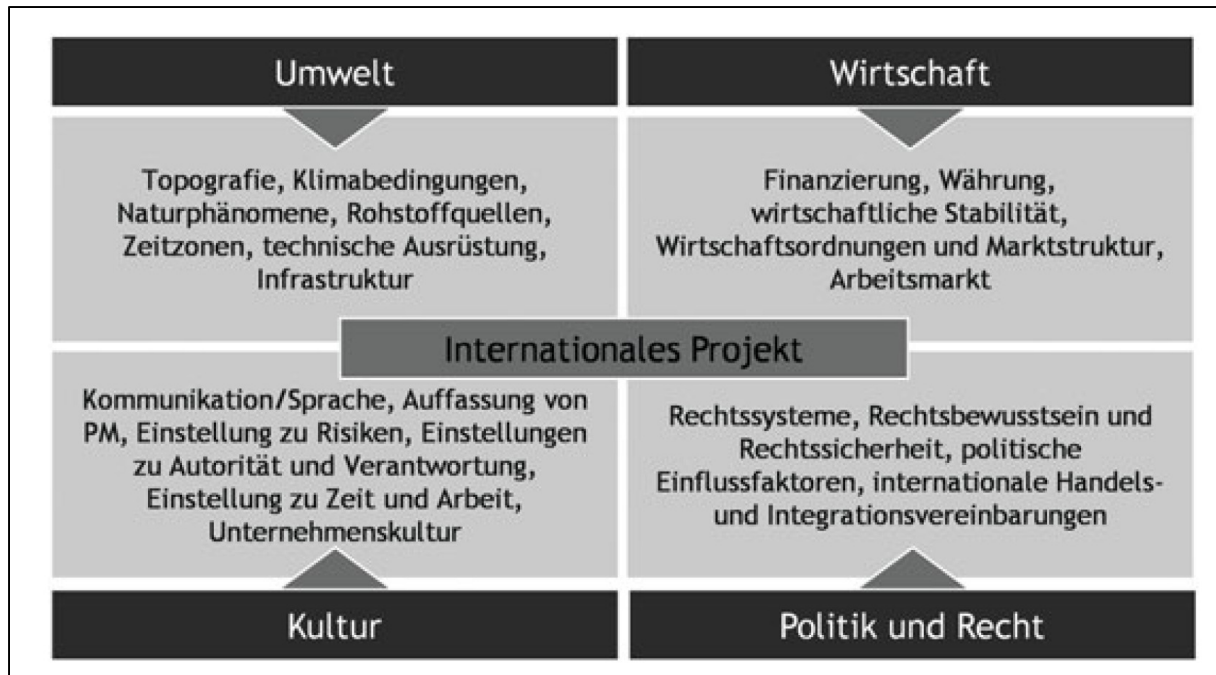 Umwelt
Wirtschaft
Topografie, Klimabedingungen,
Naturphänomene, Rohstoffquellen,
Zeitzonen, technische Ausrüstung,
Infrastruktur
Finanzierung, Währung,
wirtschaftliche Stabilität,
Wirtschaftsordnungen und Marktstruktur,
Arbeitsmarkt
Internationales Projekt
Kommunikation/Sprache, Auffassung von
PM, Einstellung zu Risiken, Einstellungen
zu Autorität und Verantwortung,
Einstellung zu Zeit und Arbeit,
Unternehmenskultur
Rechtssysteme, Rechtsbewusstsein und
Rechtssicherheit, politische
Einflussfaktoren, internationale Handels-
und Integrationsvereinbarungen
Kultur
Politik und Recht